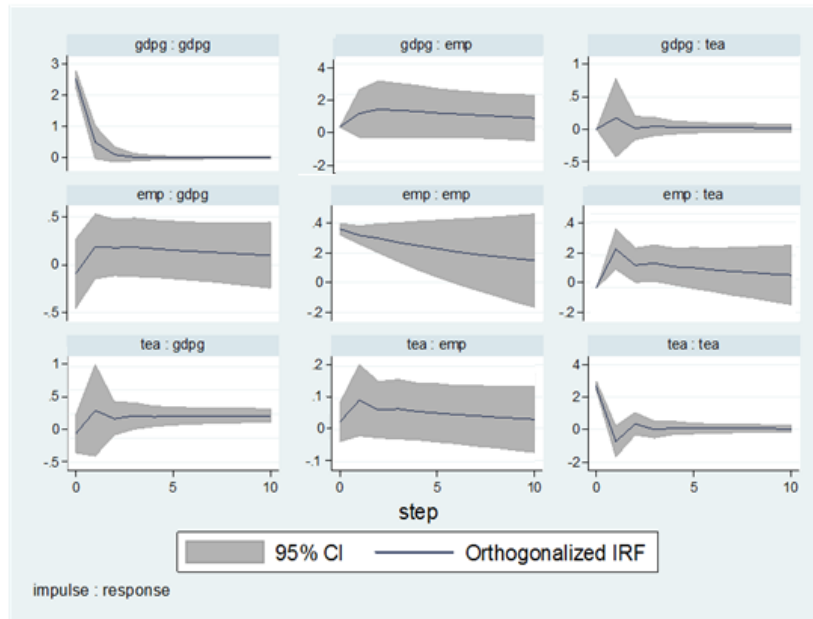 gdpg : gdpg
gdpg : emp
gdpg : tea
3
2
1
0
4
2
0
-2
1
.5
0
-.5
emp : gdpg
emp : emp
emp : tea
.5
0
-.5
.4
.2
0
-.2
.4
.2
0
-.2
tea : gdpg
tea : emp
tea : tea
1
.5
0
-.5
.2
.1
0
-.1
4
2
0
-2
0 5 10
0 5 10
0 5 10
step
95% CI Orthogonalized IRF
impulse : response